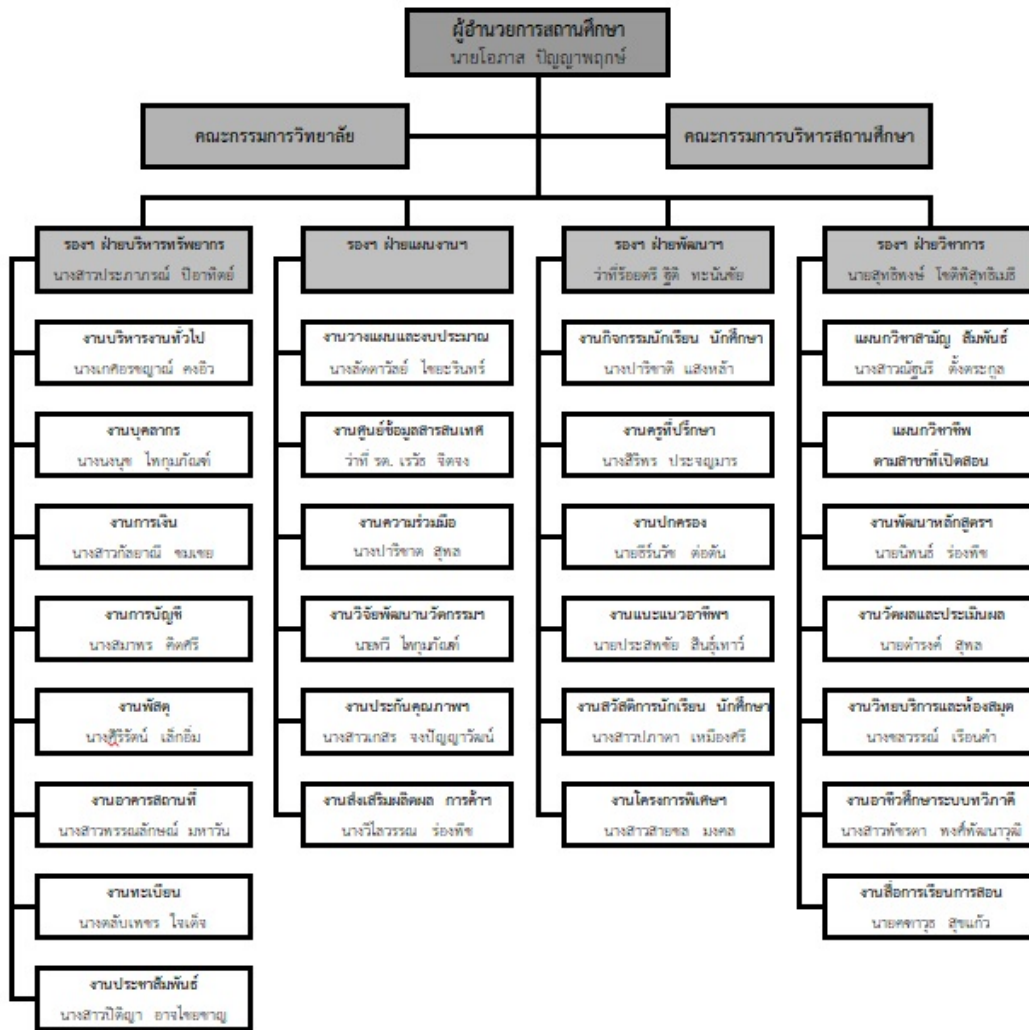 ผู้อำนวยการสถานศึกษา
นายโอภาส ปัญญาพฤกษ์
คณะกรรมการวิทยาลัย
คณะกรรมการบริหารสถานศึกษา
รองฯ ฝ่ายบริหารทรัพยากร
นางสาวประภาภรณ์ ปิอาทิตย์
งานบริหารงานทั่วไป
นางเกศอรชญาณ์ คงอิว
งานบุคลากร
นางนงนุช ไพกุมภัณฑ์
งานการเงิน
นางสาวกัลยาณี ชมเชย
งานการบัญชี
นางสมาพร คิดศรี
งานพัสดุ
นางศิริรัตน์ เล็กอิ่ม
งานอาคารสถานที่
นางสาวพรรณลักษณ์ มหาวัน
งานทะเบียน
นางตลับเพชร ใจเด็จ
งานประชาสัมพันธ์
นางสาวปิติญา อาจไชยชาญ
รองฯ ฝ่ายแผนงานฯ
งานวางแผนและงบประมาณ
นางลัดดาวัลย์ ไชยะรินทร์
งานศูนย์ข้อมูลสารสนเทศ
ว่าที่ รต. เรวัช จิตจง
งานความร่วมมือ
นางปาริชาต สุพล
งานวิจัยพัฒนานวัตกรรมฯ
นายทวี ไพกุมภัณฑ์
งานประกันคุณภาพฯ
นางสาวเกสร จงปัญญาวัฒน์
งานส่งเสริมผลิตผล การค้าฯ
นางวิไลวรรณ ร่องพืช
รองฯ ฝ่ายพัฒนาฯ
ว่าที่ร้อยตรี ฐิติ ทะนันชัย
งานกิจกรรมนักเรียน นักศึกษา
นางปาริชาติ แสงหล้า
งานครูที่ปรึกษา
นางสิริพร ประจญมาร
งานปกครอง
นายธีร์นวัช ต่อตัน
งานแนะแนวอาชีพฯ
นายประสพชัย สินธุ์เทาว์
งานสวัสดิการนักเรียน นักศึกษา
นางสาวปภาดา เหมืองศรี
งานโครงการพิเศษฯ
นางสาวสายชล มงคล
รองฯ ฝ่ายวิชาการ
นายสุทธิพงษ์ โชติพิสุทธิเมธี
แผนกวิชาสามัญ สัมพันธ์
นางสาวณัฐนรี ตั้งตระกูล
แผนกวิชาชีพ
ตามสาขาที่เปิดสอน
งานพัฒนาหลักสูตรฯ
นายนิพนธ์ ร่องพืช
งานวัดผลและประเมินผล
นายดำรงค์ สุพล
งานวิทยบริการและห้องสมุด
นางชลวรรณ์ เรือนคำ
งานอาชีวศึกษาระบบทวิภาคี
นางสาวพัชรดา พงศ์พัฒนาวุฒิ
งานสื่อการเรียนการสอน
นายคฑาวุธ สุขแก้ว